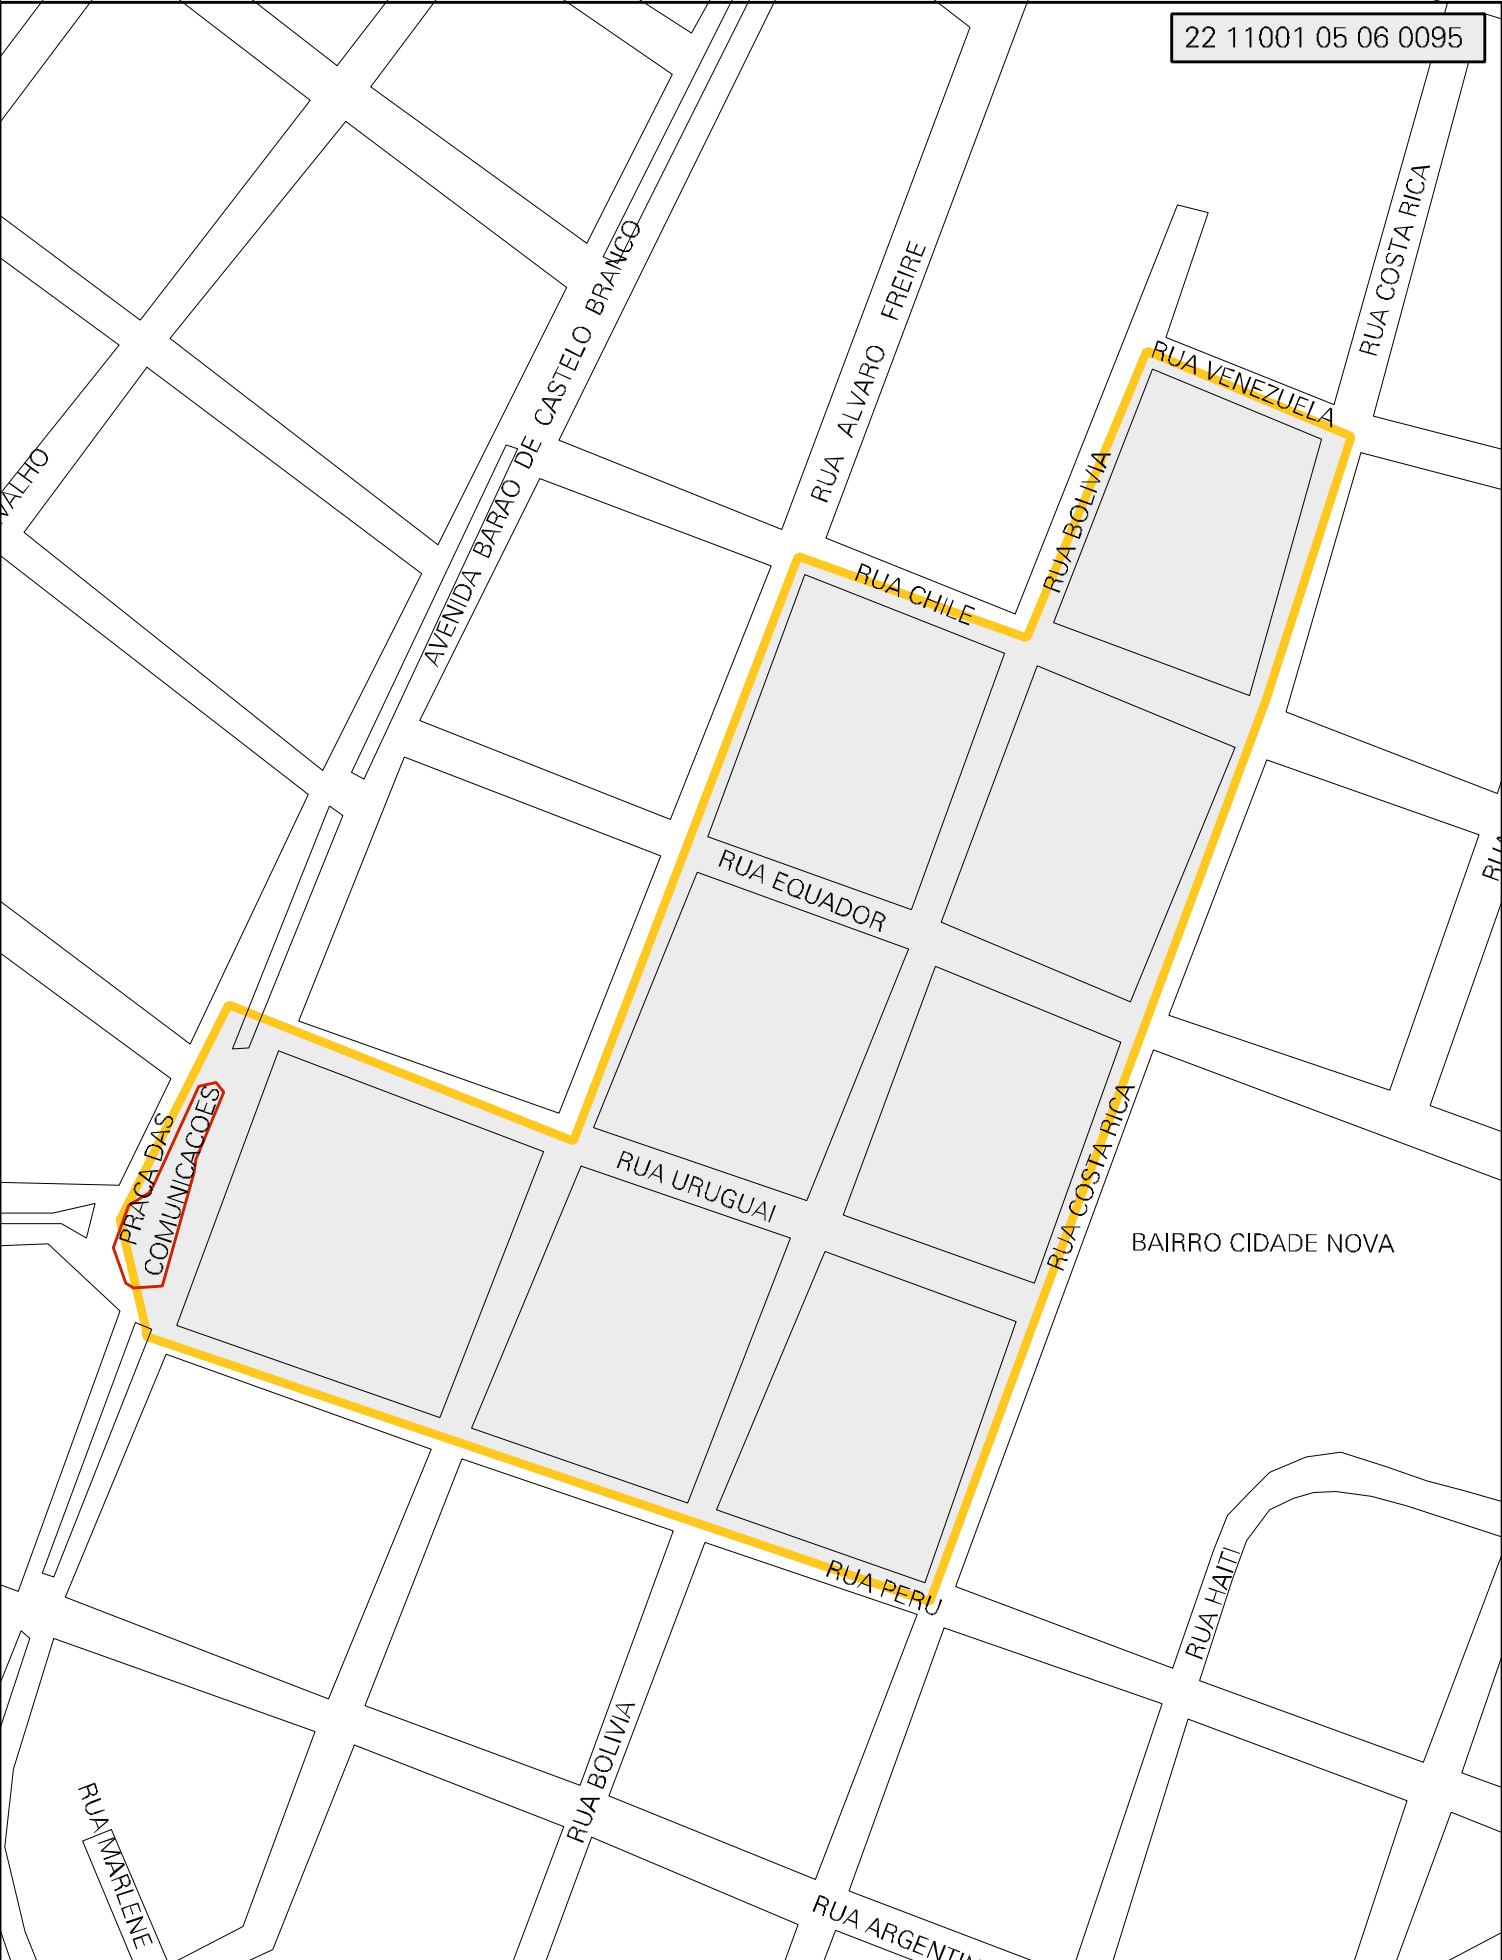 22 11001 05 06 0095
RUA COSTA RICA
AVENIDA BARAO DE CASTELO BRANCO
RUA ALVARO FREIRE
RUA VENEZUELA
RUA BOLIVIA
RUA CHILE
RUA EQUADOR
RUA URUGUAI
RUA COSTA RICA
PRACA DAS
COMUNICACOES
BAIRRO CIDADE NOVA
RUA PERU
RUA HAITI
RUA BOLIVIA
RUA MARLENE
RUA ARGENTIN